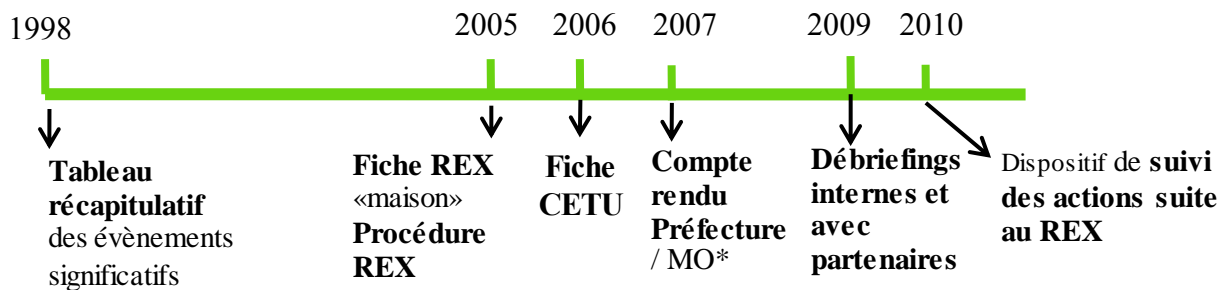 1998
2005
2006
2007
2009
2010
Tableau
récapitulatif
des évènements
significatifs
Fiche REX
«maison»
Procédure
REX
Fiche
CETU
Compte
rendu
Préfecture
/ MO*
Débriefings
internes et
avec
partenaires
Dispositif de suivi
des actions suite
au REX